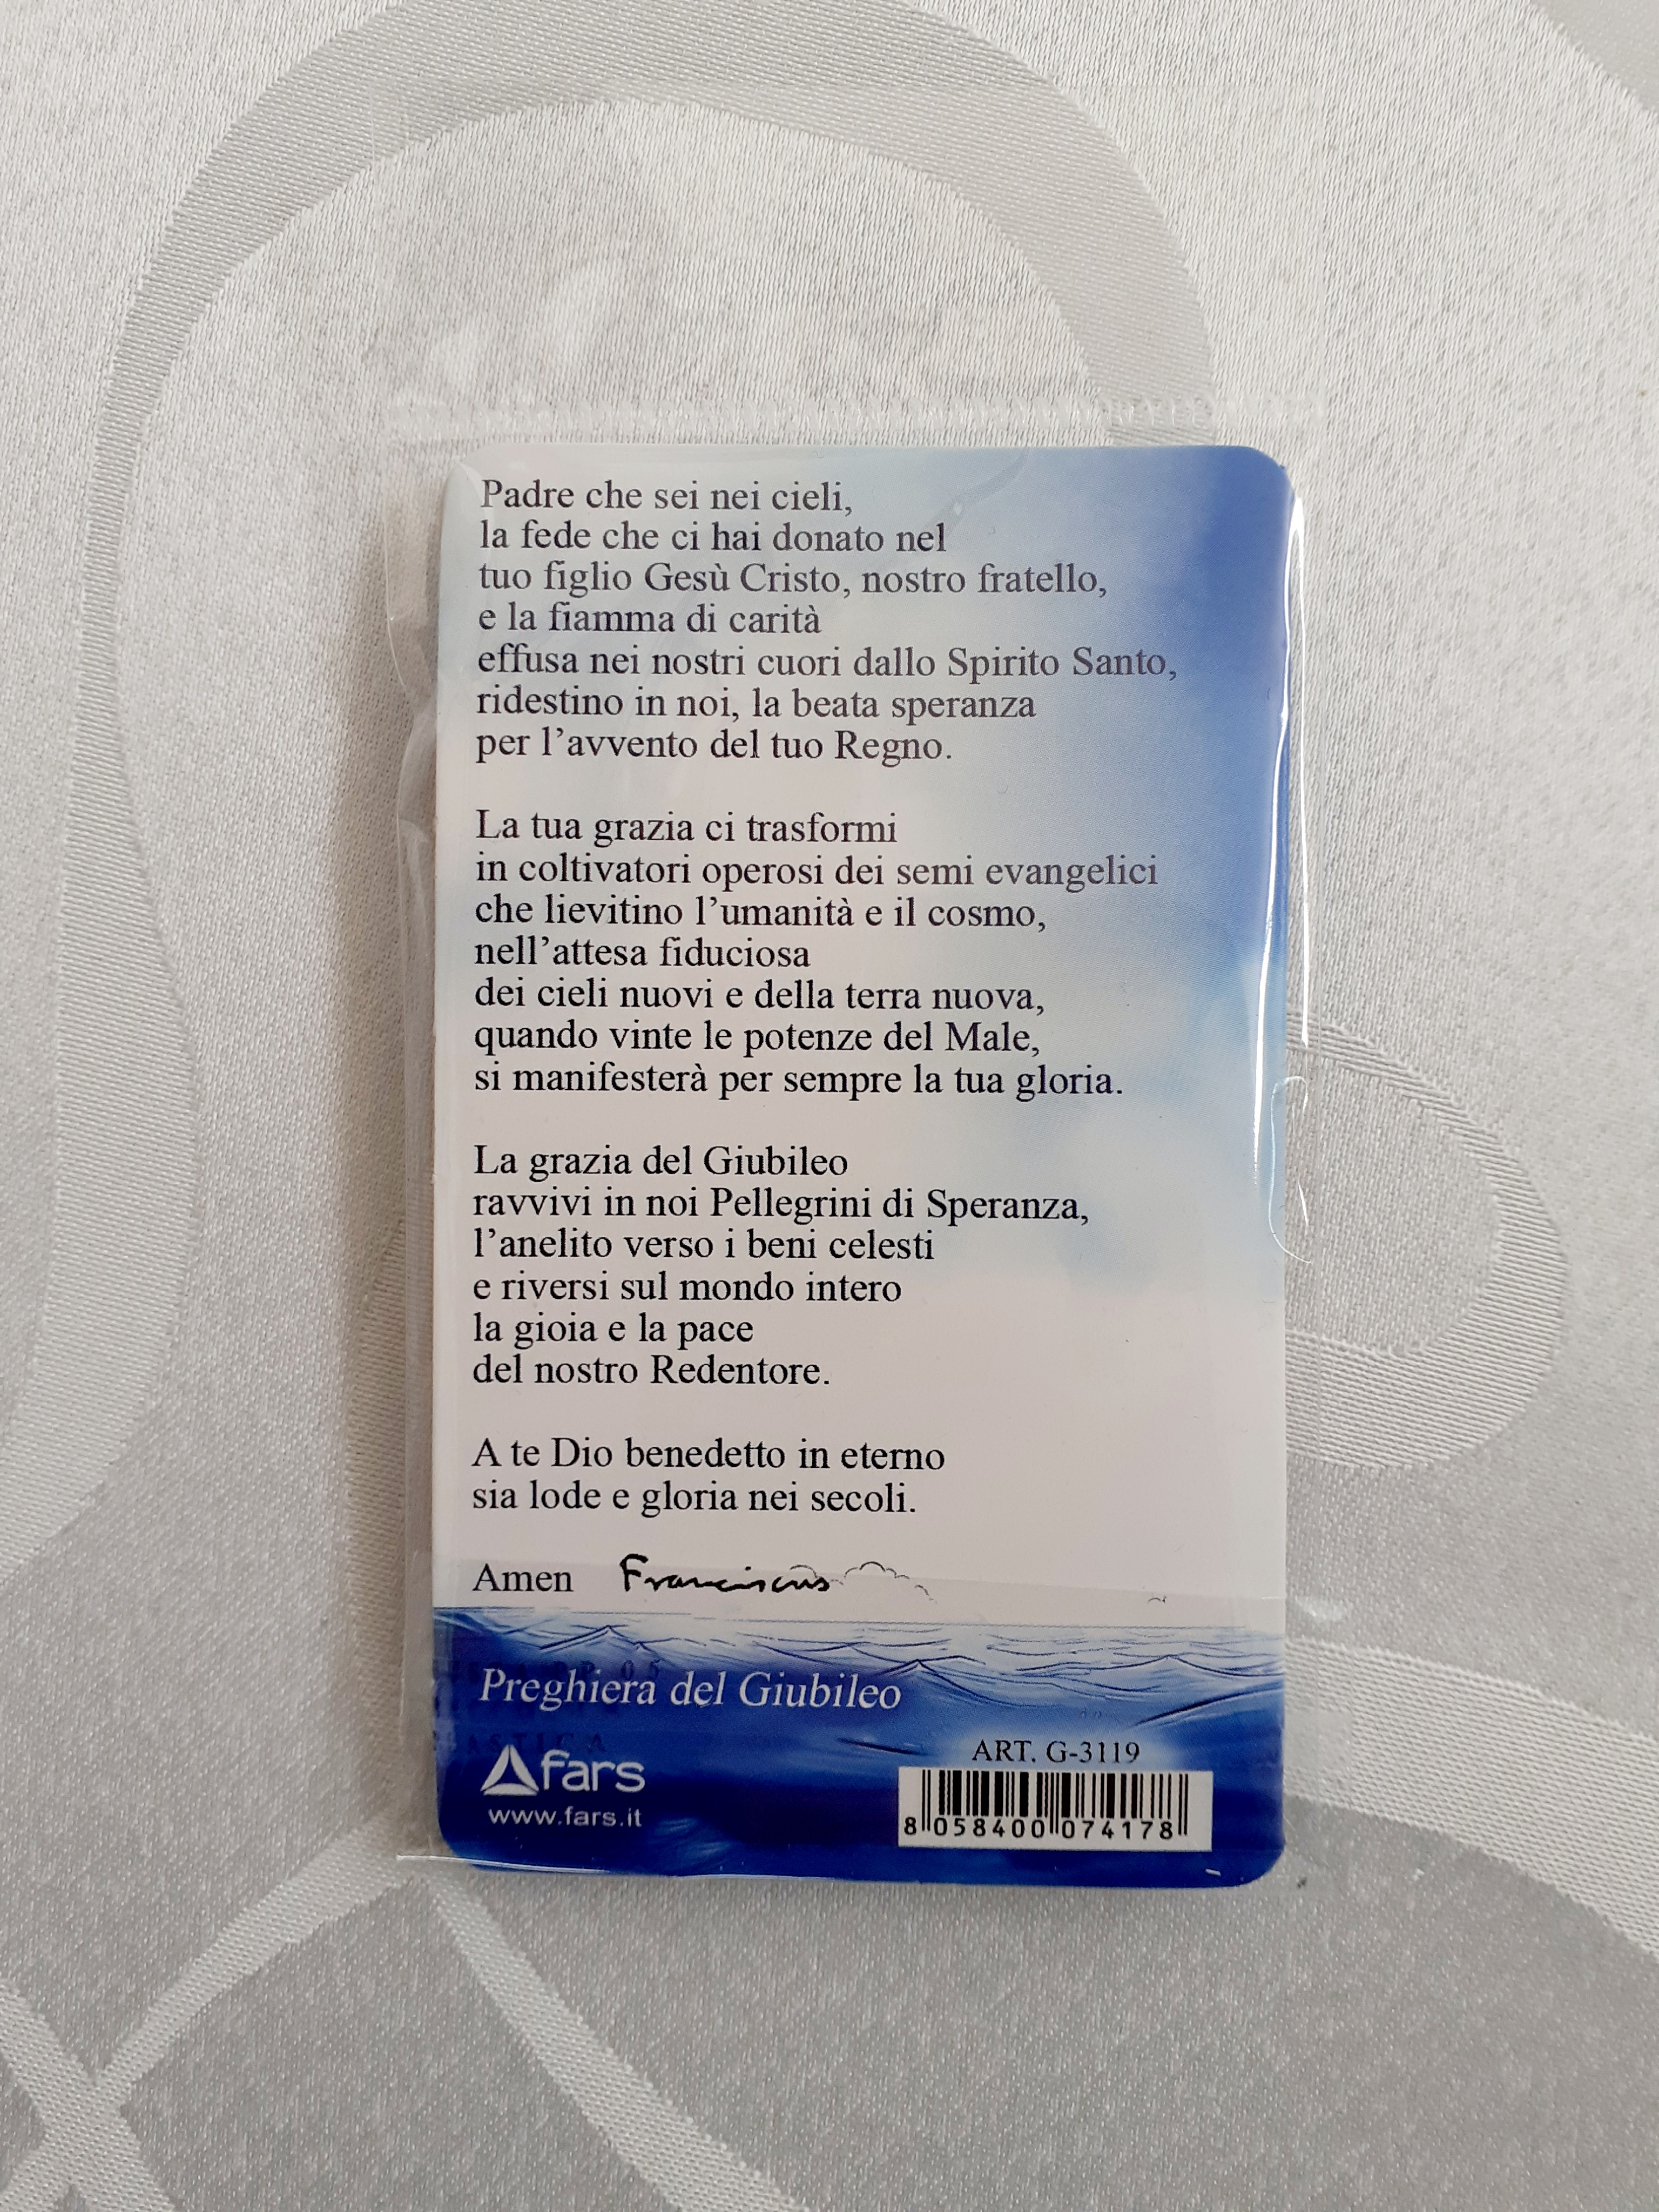 Padre che sei nei cieli,
la fede che ci hai donato nel
tuo figlio Gesù Cristo, nostro fratello,
e la fiamma di carità
effusa nei nostri cuori dallo Spirito Santo,
ridestino in noi, la beata speranza
per l’avvento del tuo Regno.
La tua grazia ci trasformi
in coltivatori operosi dei semi evangelici
che lievitino l’umanità e il cosmo,
nell’attesa fiduciosa
dei cieli nuovi e della terra nuova,
quando vinte le potenze del Male,
si manifesterà per sempre la tua gloria.
La grazia del Giubileo
ravvivi in noi Pellegrini di Speranza,
l’anelito verso i beni celesti
e riversi sul mondo intero
la gioia e la pace
del nostro Redentore.
A te Dio benedetto in eterno
sia lode e gloria nei secoli.
Amen Franciscus
Preghiera del Giubileo
fars
www.fars.it
ART. G-3119
8 058400 074178